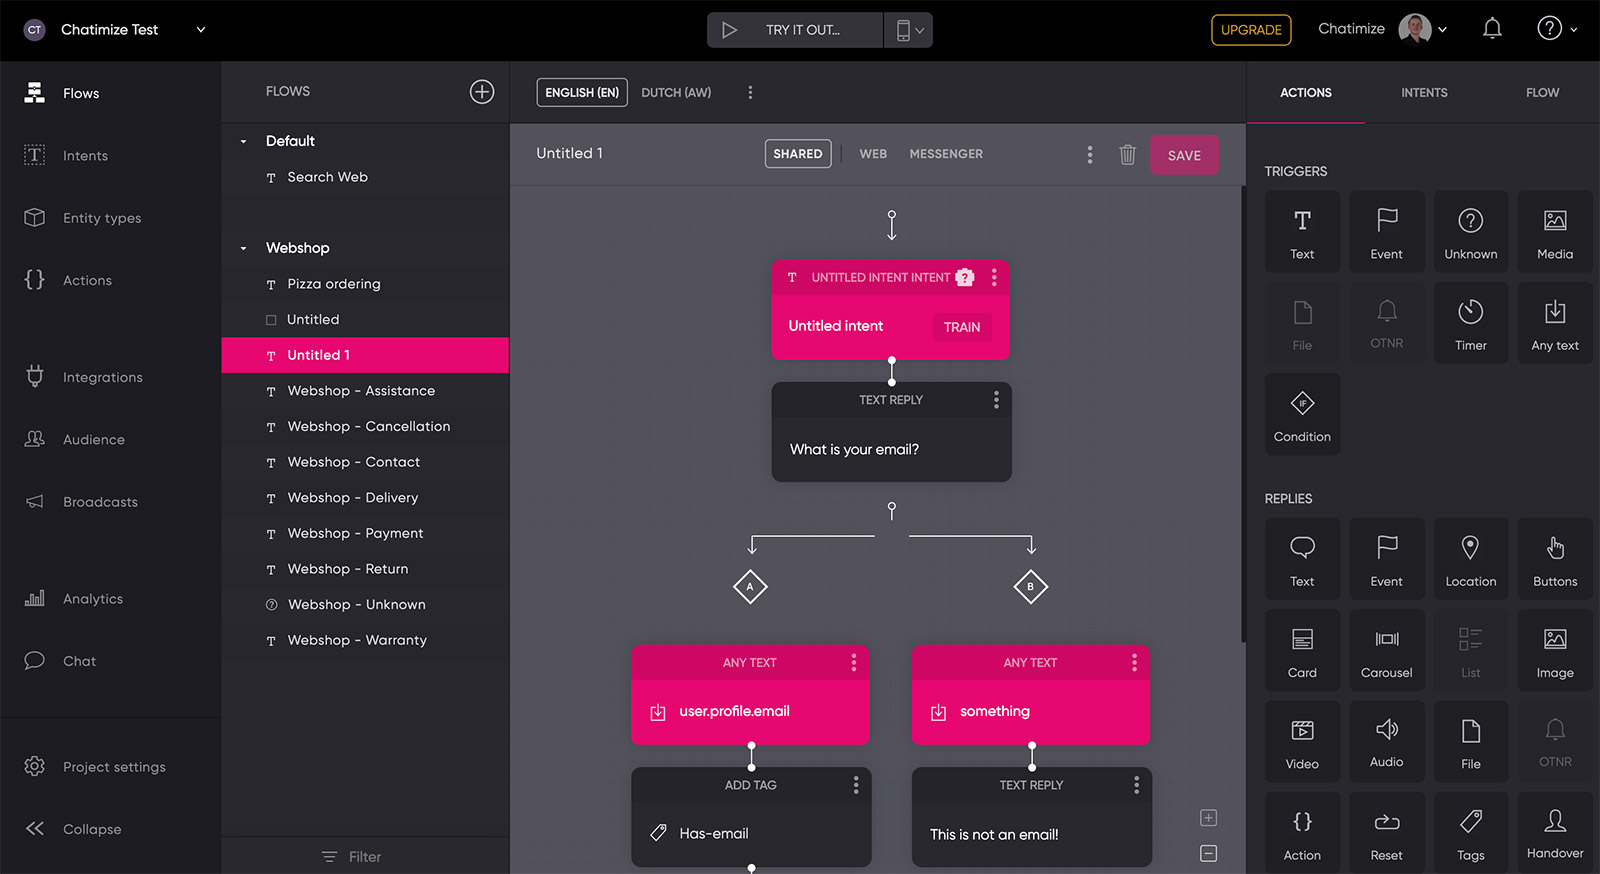 CT Chatimize Test
TRY IT OUT...
UPGRADE
Chatimize
?
Flows
Intents
Entity types
Actions
Integrations
Audience
Broadcasts
Analytics
Chat
Project settings
Collapse
FLOWS
Default
Search Web
Webshop
Pizza ordering
Untitled
Untitled 1
Webshop - Assistance
Webshop - Cancellation
Webshop - Contact
Webshop - Delivery
Webshop - Payment
Webshop - Return
Webshop - Unknown
Webshop - Warranty
Filter
ENGLISH (EN) DUTCH (AW)
Untitled 1 SHARED WEB MESSENGER SAVE
T UNTITLED INTENT INTENT ?
Untitled intent TRAIN
TEXT REPLY
What is your email?
A B
ANY TEXT
user.profile.email
ADD TAG
Has-email
ANY TEXT
something
TEXT REPLY
This is not an email!
ACTIONS INTENTS FLOW
TRIGGERS
Text Event Unknown Media
File OTNR Timer Any text
IF
Condition
REPLIES
Text Event Location Buttons
Card Carousel List Image
Video Audio File OTNR
Action Reset Tags Handover